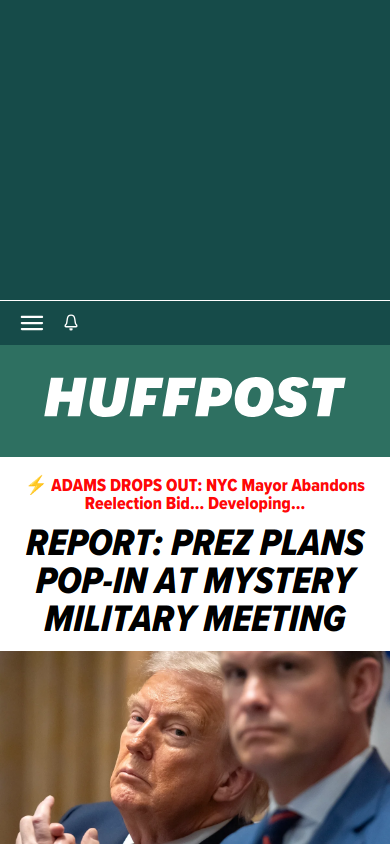 HUFFPOST
⚡ ADAMS DROPS OUT: NYC Mayor Abandons
Reelection Bid... Developing...
REPORT: PREZ PLANS
POP-IN AT MYSTERY
MILITARY MEETING